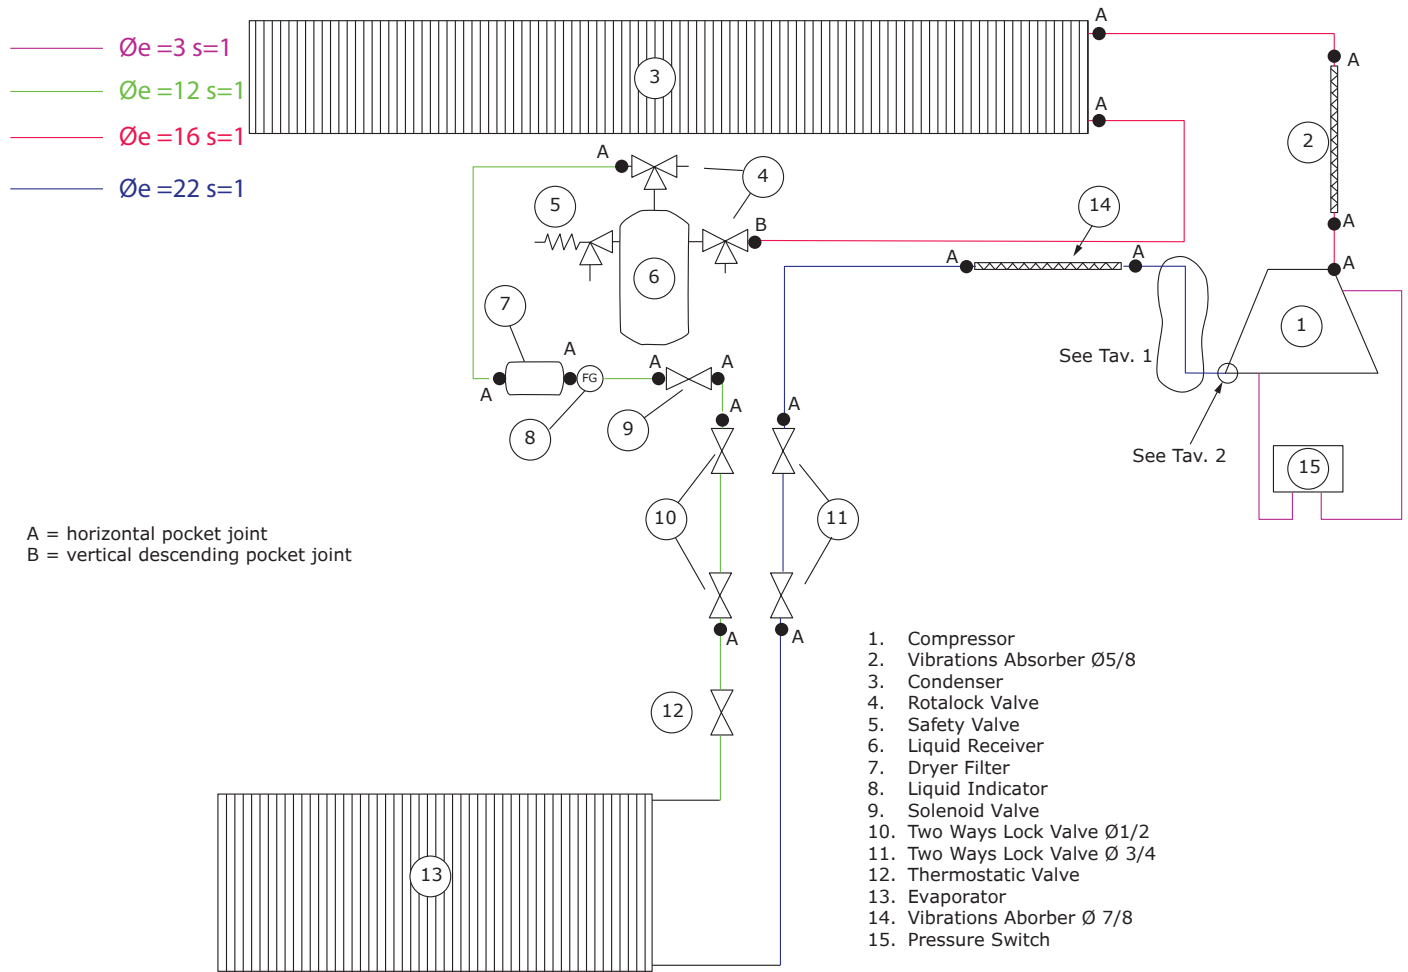 Øe =3 s=1
Øe =12 s=1
Øe =16 s=1
Øe =22 s=1
A
3
A
A
2
A
4
5
B
14
A
6
A
A
A
7
1
See Tav. 1
A
A
A
FG
A
A
A
8
9
See Tav. 2
15
10
11
A = horizontal pocket joint
B = vertical descending pocket joint
A
A
12
13
1. Compressor
2. Vibrations Absorber Ø5/8
3. Condenser
4. Rotalock Valve
5. Safety Valve
6. Liquid Receiver
7. Dryer Filter
8. Liquid Indicator
9. Solenoid Valve
10. Two Ways Lock Valve Ø1/2
11. Two Ways Lock Valve Ø 3/4
12. Thermostatic Valve
13. Evaporator
14. Vibrations Aborber Ø 7/8
15. Pressure Switch